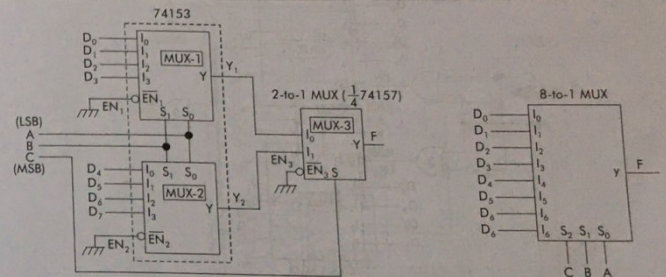 74153
D₀ I₀
D₁ I₁
D₂ I₂
D₃ I₃
MUX-1
Y Y₁
EN₁ E̅N̅₁
S₁ S₀
(LSB)
A
B
C
(MSB)
D₄ I₀
D₅ I₁
D₆ I₂
D₇ I₃
S₁ S₀
MUX-2
Y Y₂
EN₂ E̅N̅₂
2-to-1 MUX (1/4 74157)
MUX-3
I₀
I₁
Y F
EN₃ E̅N̅₃ S
8-to-1 MUX
D₀ I₀
D₁ I₁
D₂ I₂
D₃ I₃
D₄ I₄
D₅ I₅
D₆ I₆
D₆ I₆
y F
S₂ S₁ S₀
C B A